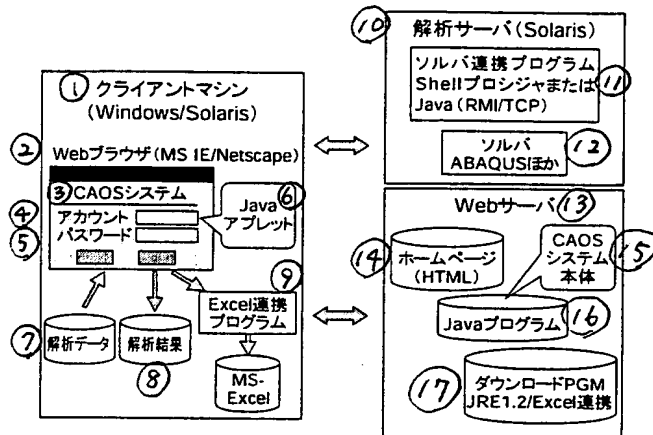 ① クライアントマシン
(Windows/Solaris)
② Webブラウザ(MS IE/Netscape)
③ CAOSシステム
④ アカウント
⑤ パスワード
Java ⑥
アプレット
⑦ 解析データ
解析結果
⑧
⑨
Excel連携
プログラム
MS-
Excel
⑩ 解析サーバ(Solaris)
ソルバ連携プログラム
Shellプロシジャまたは ⑪
Java(RMI/TCP)
ソルバ ⑫
ABAQUSほか
Webサーバ ⑬
⑭ ホームページ
(HTML)
CAOS
システム ⑮
本体
Javaプログラム ⑯
⑰ ダウンロードPGM
JRE1.2/Excel連携